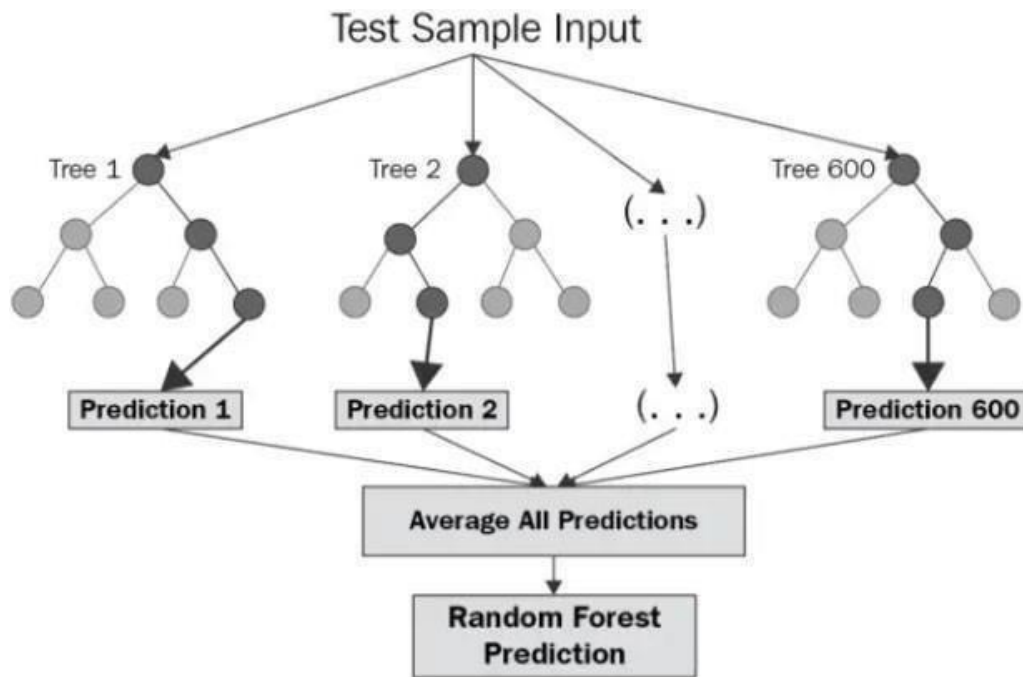 Test Sample Input
Tree 1
Tree 2
Tree 600
(. . .)
Prediction 1
Prediction 2
(. . .)
Prediction 600
Average All Predictions
Random Forest
Prediction